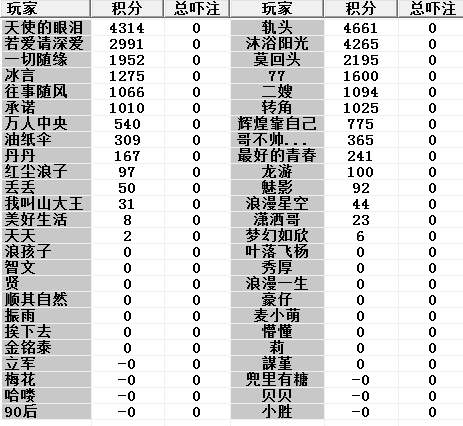 玩家 积分 总吓注 玩家 积分 总吓注
天使的眼泪 4314 0 轨头 4661 0
若爱请深爱 2991 0 沐浴阳光 4265 0
一切随缘 1952 0 莫回头 2195 0
冰言 1275 0 77 1600 0
往事随风 1066 0 二嫂 1094 0
承诺 1010 0 转角 1025 0
万人中央 540 0 辉煌靠自己 775 0
油纸伞 309 0 哥不帅... 365 0
丹丹 167 0 最好的青春 241 0
红尘浪子 97 0 龙游 100 0
丢丢 50 0 魅影 92 0
我叫山大王 31 0 浪漫星空 44 0
美好生活 8 0 潇洒哥 23 0
天天 2 0 梦幻如欣 6 0
浪孩子 0 0 叶落飞杨 0 0
智文 0 0 秀厚 0 0
贤 0 0 浪漫一生 0 0
顺其自然 0 0 豪仔 0 0
振雨 0 0 麦小萌 0 0
挨下去 0 0 懵懂 0 0
金铭泰 0 0 莉 0 0
立军 -0 0 謀堇 0 0
梅花 -0 0 兜里有糖 -0 0
哈喽 -0 0 贝贝 -0 0
90后 -0 0 小胜 -0 0